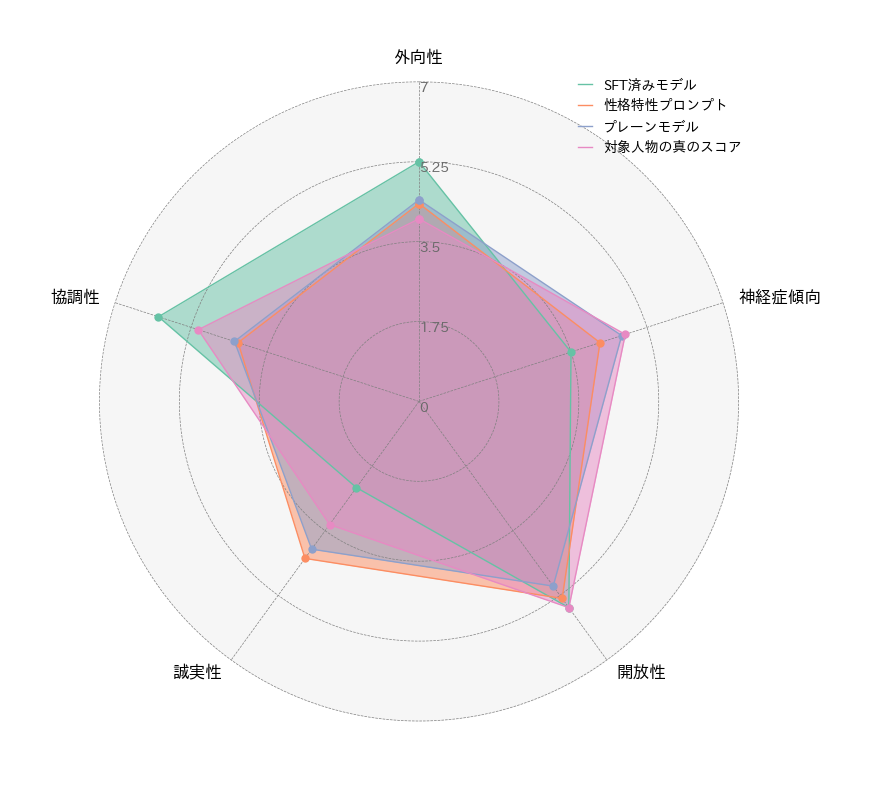 外向性
7
SFT済みモデル
性格特性プロンプト
プレーンモデル
対象人物の真のスコア
5.25
3.5
協調性
神経症傾向
1.75
0
誠実性
開放性